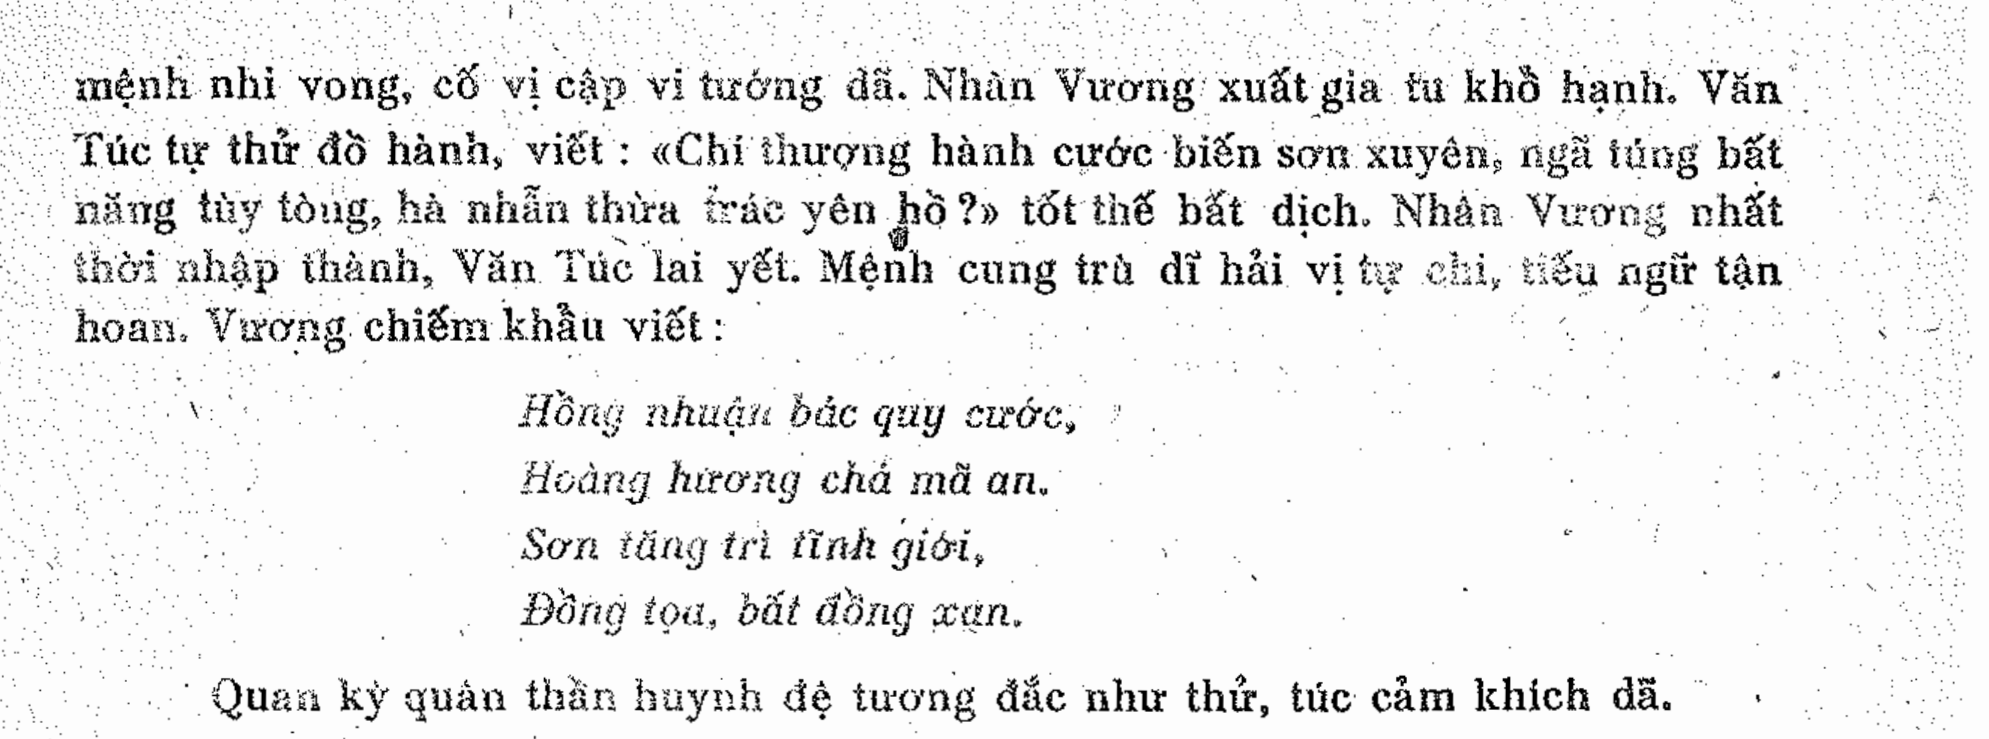 mệnh nhi vong, cố vị cập vi tướng dã. Nhân Vương xuất gia tu khổ hạnh. Văn
Túc tự thử đồ hành, viết : «Chí thượng hành cước biến sơn xuyên, ngã túng bất
năng tùy tòng, hà nhẫn thừa trác yên hồ ?» tốt thế bất dịch. Nhân Vương nhất
thời nhập thành, Văn Túc lai yết. Mệnh cung trù dĩ hải vị tự chi, tiếu ngữ tận
hoan. Vương chiếm khẩu viết :
Hồng nhuận bác quy cước,
Hoàng hương chá mã an.
Sơn tăng trì tĩnh giới,
Đồng tọa, bất đồng xan.
Quan kỳ quân thần huynh đệ tương đắc như thử, túc cảm khích dã.